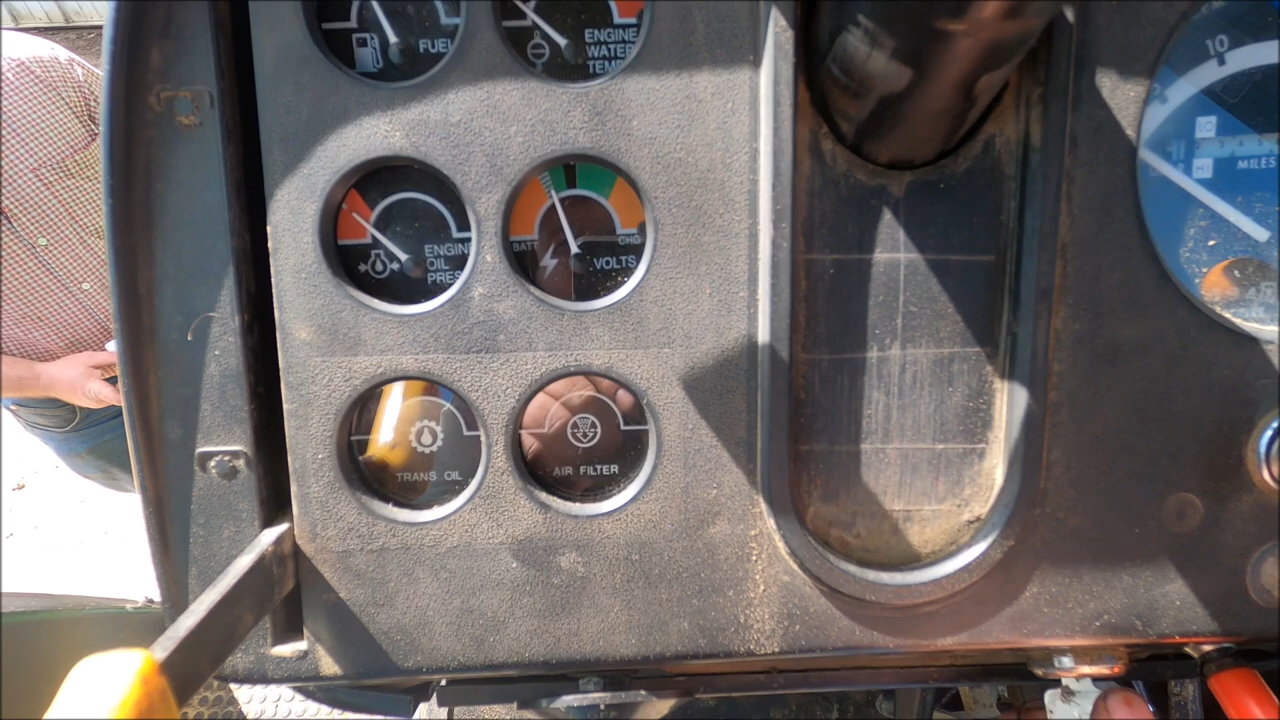 FUEL
ENGINE
WATER
TEMP
10
LO
HI
MILES
ENGINE
OIL
PRES
BATT
CHG
VOLTS
TRANS OIL
AIR FILTER